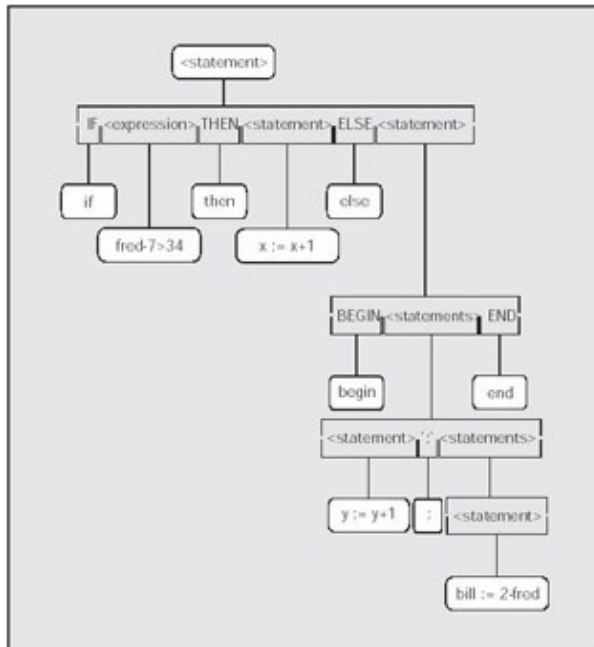 <statement>
IF <expression> THEN <statement> ELSE <statement>
if then else
fred-7>34 x := x+1
BEGIN <statements> END
begin end
<statement> ';' <statements>
y := y+1 ; <statement>
bill := 2-fred